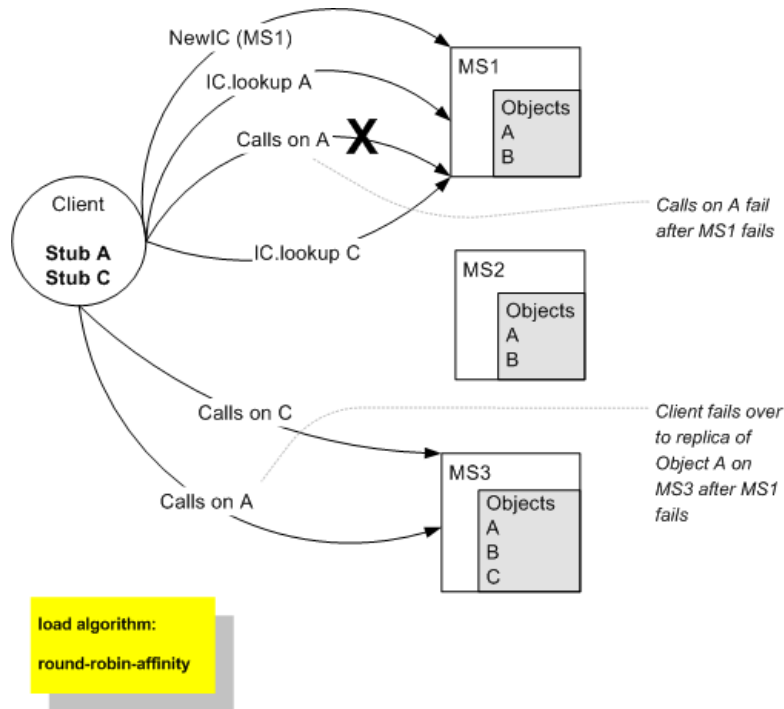 NewIC (MS1)
IC.lookup A
Calls on A
X
IC.lookup C
Client
Stub A
Stub C
MS1
Objects
A
B
Calls on A fail
after MS1 fails
MS2
Objects
A
B
Calls on C
Calls on A
MS3
Objects
A
B
C
Client fails over
to replica of
Object A on
MS3 after MS1
fails
load algorithm:
round-robin-affinity